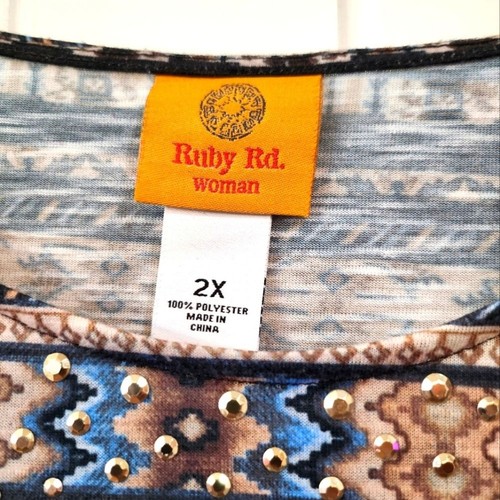 Ruby Rd.
woman
2X
100% POLYESTER
MADE IN
CHINA